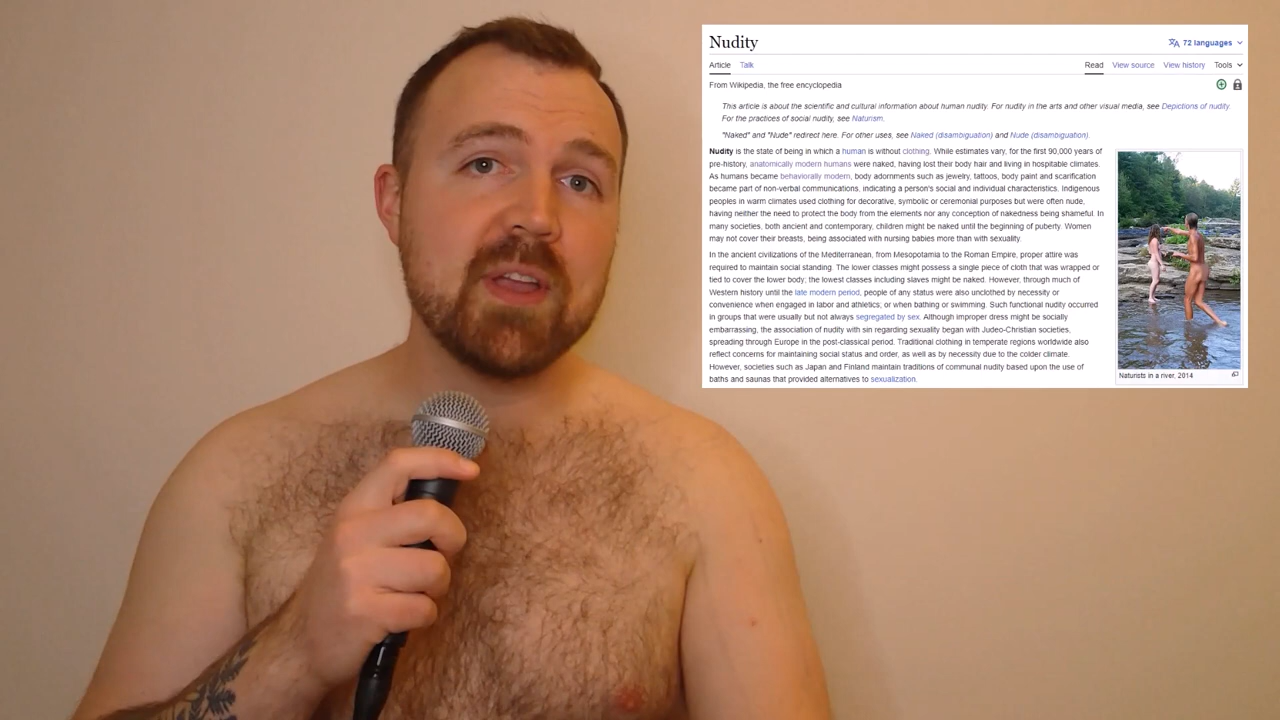 Nudity
72 languages
Article Talk Read View source View history Tools
From Wikipedia, the free encyclopedia
This article is about the scientific and cultural information about human nudity. For nudity in the arts and other visual media, see Depictions of nudity.
For the practices of social nudity, see Naturism.
"Naked" and "Nude" redirect here. For other uses, see Naked (disambiguation) and Nude (disambiguation).
Nudity is the state of being in which a human is without clothing. While estimates vary, for the first 90,000 years of
pre-history, anatomically modern humans were naked, having lost their body hair and living in hospitable climates.
As humans became behaviorally modern, body adornments such as jewelry, tattoos, body paint and scarification
became part of non-verbal communications, indicating a person's social and individual characteristics. Indigenous
peoples in warm climates used clothing for decorative, symbolic or ceremonial purposes but were often nude,
having neither the need to protect the body from the elements nor any conception of nakedness being shameful. In
many societies, both ancient and contemporary, children might be naked until the beginning of puberty. Women
may not cover their breasts, being associated with nursing babies more than with sexuality.
In the ancient civilizations of the Mediterranean, from Mesopotamia to the Roman Empire, proper attire was
required to maintain social standing. The lower classes might possess a single piece of cloth that was wrapped or
tied to cover the lower body; the lowest classes including slaves might be naked. However, through much of
Western history until the late modern period, people of any status were also unclothed by necessity or
convenience when engaged in labor and athletics; or when bathing or swimming. Such functional nudity occurred
in groups that were usually but not always segregated by sex. Although improper dress might be socially
embarrassing, the association of nudity with sin regarding sexuality began with Judeo-Christian societies,
spreading through Europe in the post-classical period. Traditional clothing in temperate regions worldwide also
reflect concerns for maintaining social status and order, as well as by necessity due to the colder climate.
However, societies such as Japan and Finland maintain traditions of communal nudity based upon the use of
baths and saunas that provided alternatives to sexualization.
Naturists in a river, 2014